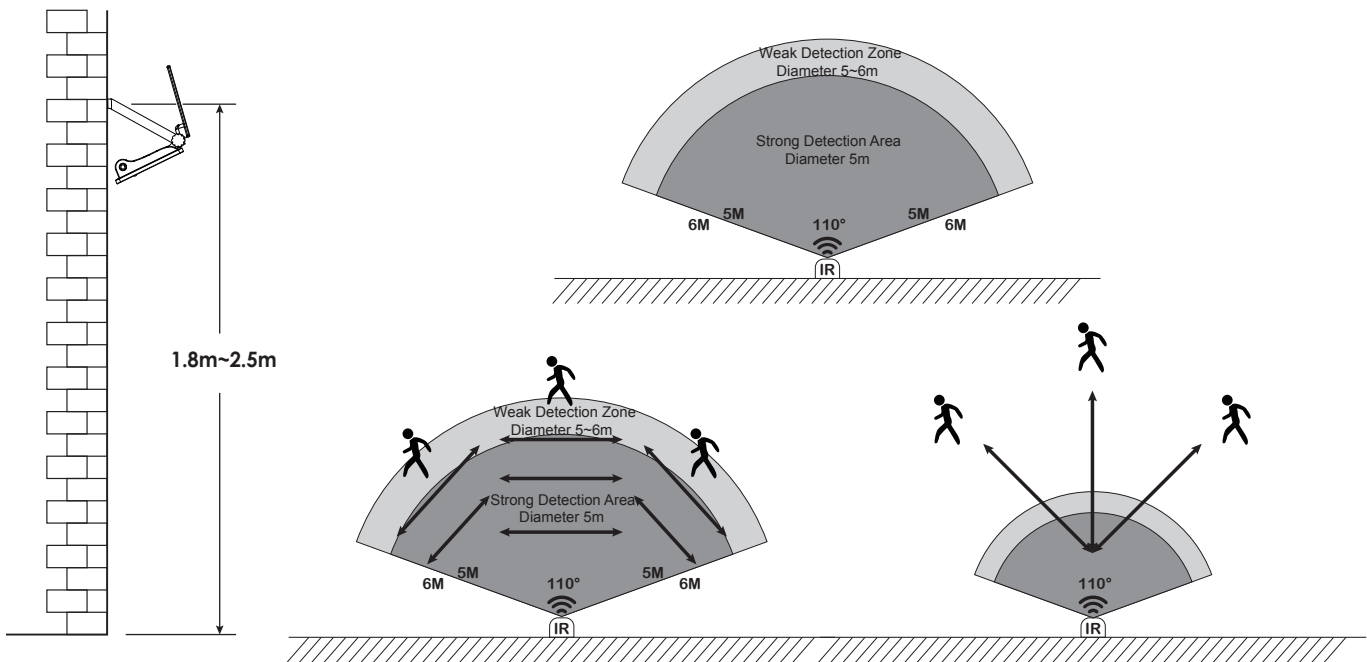 Weak Detection Zone
Diameter 5~6m
Strong Detection Area
Diameter 5m
6M 5M 110° 5M 6M
IR
1.8m~2.5m
Weak Detection Zone
Diameter 5~6m
Strong Detection Area
Diameter 5m
6M 5M 110° 5M 6M
IR
110°
IR